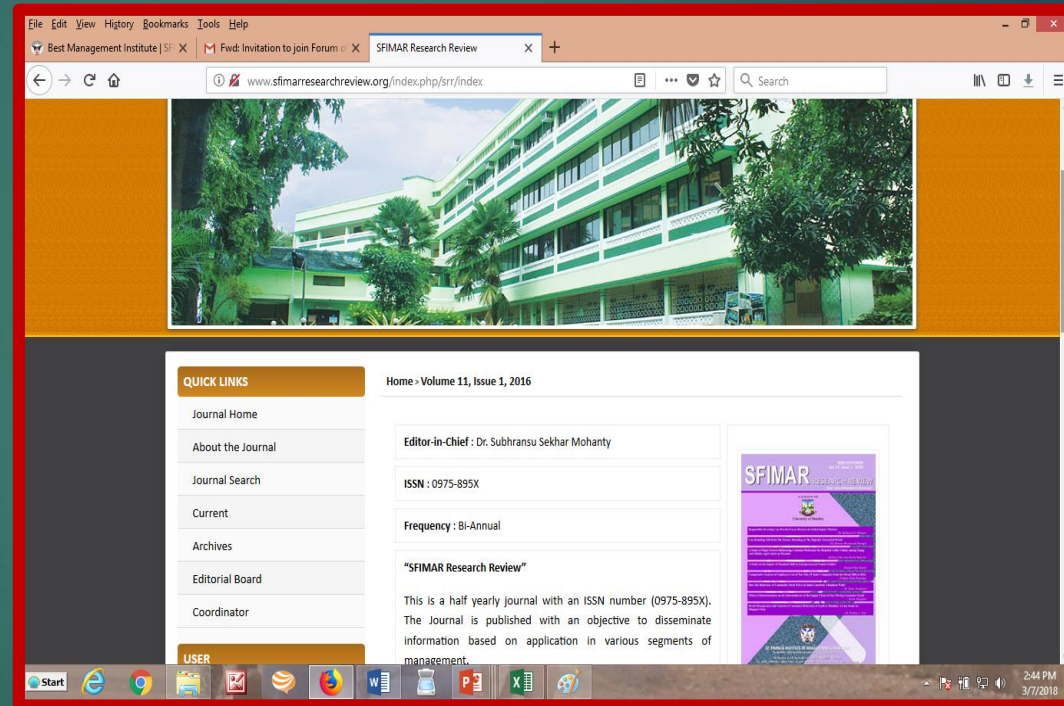 File Edit View History Bookmarks Tools Help
Best Management Institute | SF
Fwd: Invitation to join Forum o
SFIMAR Research Review
www.sfimarresearchreview.org/index.php/srr/index
Search
QUICK LINKS
Journal Home
About the Journal
Journal Search
Current
Archives
Editorial Board
Coordinator
USER
Home > Volume 11, Issue 1, 2016
Editor-in-Chief : Dr. Subhransu Sekhar Mohanty
ISSN : 0975-895X
Frequency : Bi-Annual
“SFIMAR Research Review”
This is a half yearly journal with an ISSN number (0975-895X).
The Journal is published with an objective to disseminate
information based on application in various segments of
management.
SFIMAR RESEARCH REVIEW
University of Mumbai
Start
2:44 PM
3/7/2018